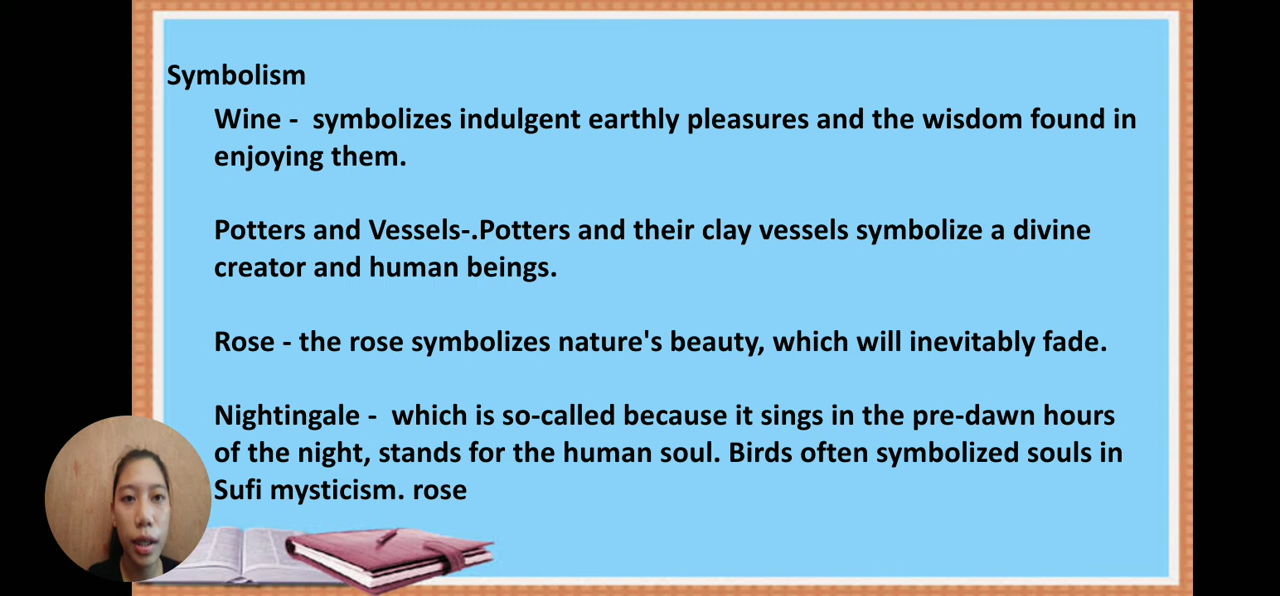 Symbolism
Wine -  symbolizes indulgent earthly pleasures and the wisdom found in
enjoying them.
Potters and Vessels-.Potters and their clay vessels symbolize a divine
creator and human beings.
Rose - the rose symbolizes nature's beauty, which will inevitably fade.
Nightingale -  which is so-called because it sings in the pre-dawn hours
of the night, stands for the human soul. Birds often symbolized souls in
Sufi mysticism. rose